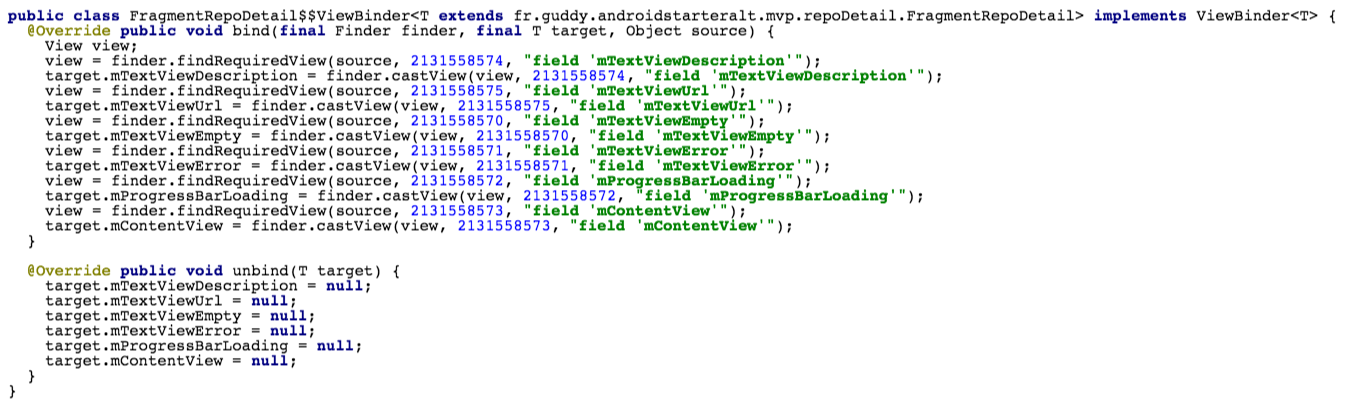 public class FragmentRepoDetail$$ViewBinder<T extends fr.guddy.androidstarteralt.mvp.repoDetail.FragmentRepoDetail> implements ViewBinder<T> {
  @Override public void bind(final Finder finder, final T target, Object source) {
    View view;
    view = finder.findRequiredView(source, 2131558574, "field 'mTextViewDescription'");
    target.mTextViewDescription = finder.castView(view, 2131558574, "field 'mTextViewDescription'");
    view = finder.findRequiredView(source, 2131558575, "field 'mTextViewUrl'");
    target.mTextViewUrl = finder.castView(view, 2131558575, "field 'mTextViewUrl'");
    view = finder.findRequiredView(source, 2131558570, "field 'mTextViewEmpty'");
    target.mTextViewEmpty = finder.castView(view, 2131558570, "field 'mTextViewEmpty'");
    view = finder.findRequiredView(source, 2131558571, "field 'mTextViewError'");
    target.mTextViewError = finder.castView(view, 2131558571, "field 'mTextViewError'");
    view = finder.findRequiredView(source, 2131558572, "field 'mProgressBarLoading'");
    target.mProgressBarLoading = finder.castView(view, 2131558572, "field 'mProgressBarLoading'");
    view = finder.findRequiredView(source, 2131558573, "field 'mContentView'");
    target.mContentView = finder.castView(view, 2131558573, "field 'mContentView'");
  }

  @Override public void unbind(T target) {
    target.mTextViewDescription = null;
    target.mTextViewUrl = null;
    target.mTextViewEmpty = null;
    target.mTextViewError = null;
    target.mProgressBarLoading = null;
    target.mContentView = null;
  }
}